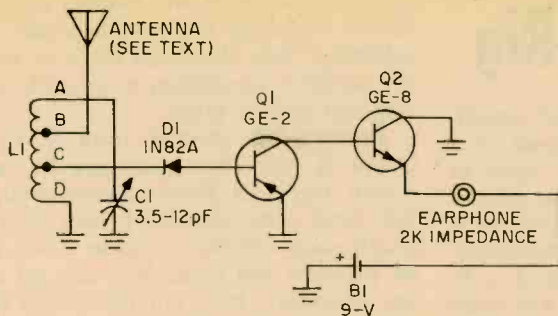 ANTENNA
(SEE TEXT)
A
B
L1
C
D
D1
1N82A
C1
3.5-12pF
Q1
GE-2
Q2
GE-8
EARPHONE
2K IMPEDANCE
+
B1
9-V